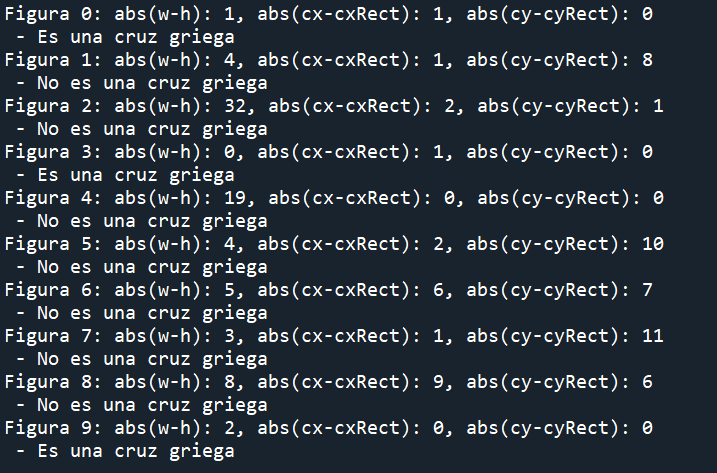 Figura 0: abs(w-h): 1, abs(cx-cxRect): 1, abs(cy-cyRect): 0
- Es una cruz griega
Figura 1: abs(w-h): 4, abs(cx-cxRect): 1, abs(cy-cyRect): 8
- No es una cruz griega
Figura 2: abs(w-h): 32, abs(cx-cxRect): 2, abs(cy-cyRect): 1
- No es una cruz griega
Figura 3: abs(w-h): 0, abs(cx-cxRect): 1, abs(cy-cyRect): 0
- Es una cruz griega
Figura 4: abs(w-h): 19, abs(cx-cxRect): 0, abs(cy-cyRect): 0
- No es una cruz griega
Figura 5: abs(w-h): 4, abs(cx-cxRect): 2, abs(cy-cyRect): 10
- No es una cruz griega
Figura 6: abs(w-h): 5, abs(cx-cxRect): 6, abs(cy-cyRect): 7
- No es una cruz griega
Figura 7: abs(w-h): 3, abs(cx-cxRect): 1, abs(cy-cyRect): 11
- No es una cruz griega
Figura 8: abs(w-h): 8, abs(cx-cxRect): 9, abs(cy-cyRect): 6
- No es una cruz griega
Figura 9: abs(w-h): 2, abs(cx-cxRect): 0, abs(cy-cyRect): 0
- Es una cruz griega